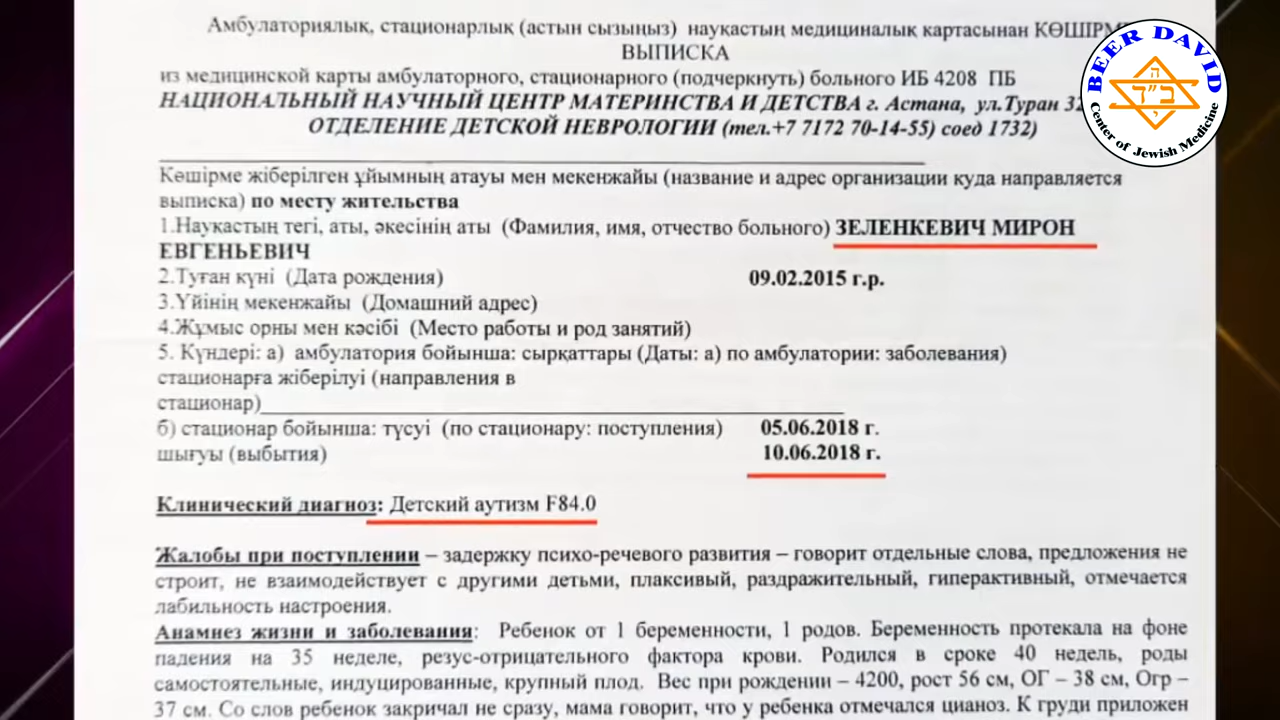 Амбулаториялық, стационарлық (астын сызыңыз) науқастың медициналық картасынан
ВЫПИСКА
из медицинской карты амбулаторного, стационарного (подчеркнуть) больного ИБ 4208 ПБ
НАЦИОНАЛЬНЫЙ НАУЧНЫЙ ЦЕНТР МАТЕРИНСТВА И ДЕТСТВА г. Астана, ул.Туран
ОТДЕЛЕНИЕ ДЕТСКОЙ НЕВРОЛОГИИ (тел.+7 7172 70-14-55) соед 1732)
Көшірме жіберілген ұйымның атауы мен мекенжайы (название и адрес организации куда направляется
выписка) по месту жительства
1.Наукастың тегі, аты, әкесінің аты (Фамилия, имя, отчество больного) ЗЕЛЕНКЕВИЧ МИРОН
ЕВГЕНЬЕВИЧ
2.Туған күні (Дата рождения) 09.02.2015 г.р.
3.Үйінің мекенжайы (Домашний адрес)
4.Жұмыс орны мен кәсібі (Место работы и род занятий)
5. Күндері: а) амбулатория бойынша: сырқаттары (Даты: а) по амбулатории: заболевания)
стационарға жіберілуі (направления в
стационар)
б) стационар бойынша: түсуі (по стационару: поступления) 05.06.2018 г.
шығуы (выбытия) 10.06.2018 г.
Клинический диагноз: Детский аутизм F84.0
Жалобы при поступлении – задержку психо-речевого развития – говорит отдельные слова, предложения не
строит, не взаимодействует с другими детьми, плаксивый, раздражительный, гиперактивный, отмечается
лабильность настроения.
Анамнез жизни и заболевания: Ребенок от 1 беременности, 1 родов. Беременность протекала на фоне
падения на 35 неделе, резус-отрицательного фактора крови. Родился в сроке 40 недель, роды
самостоятельные, индуцированные, крупный плод. Вес при рождении – 4200, рост 56 см, ОГ – 38 см, Огр –
37 см. Со слов ребенок закричал не сразу, мама говорит, что у ребенка отмечался цианоз. К груди приложен
BEER DAVID
ה
ב״ד
י
Center of Jewish Medicine